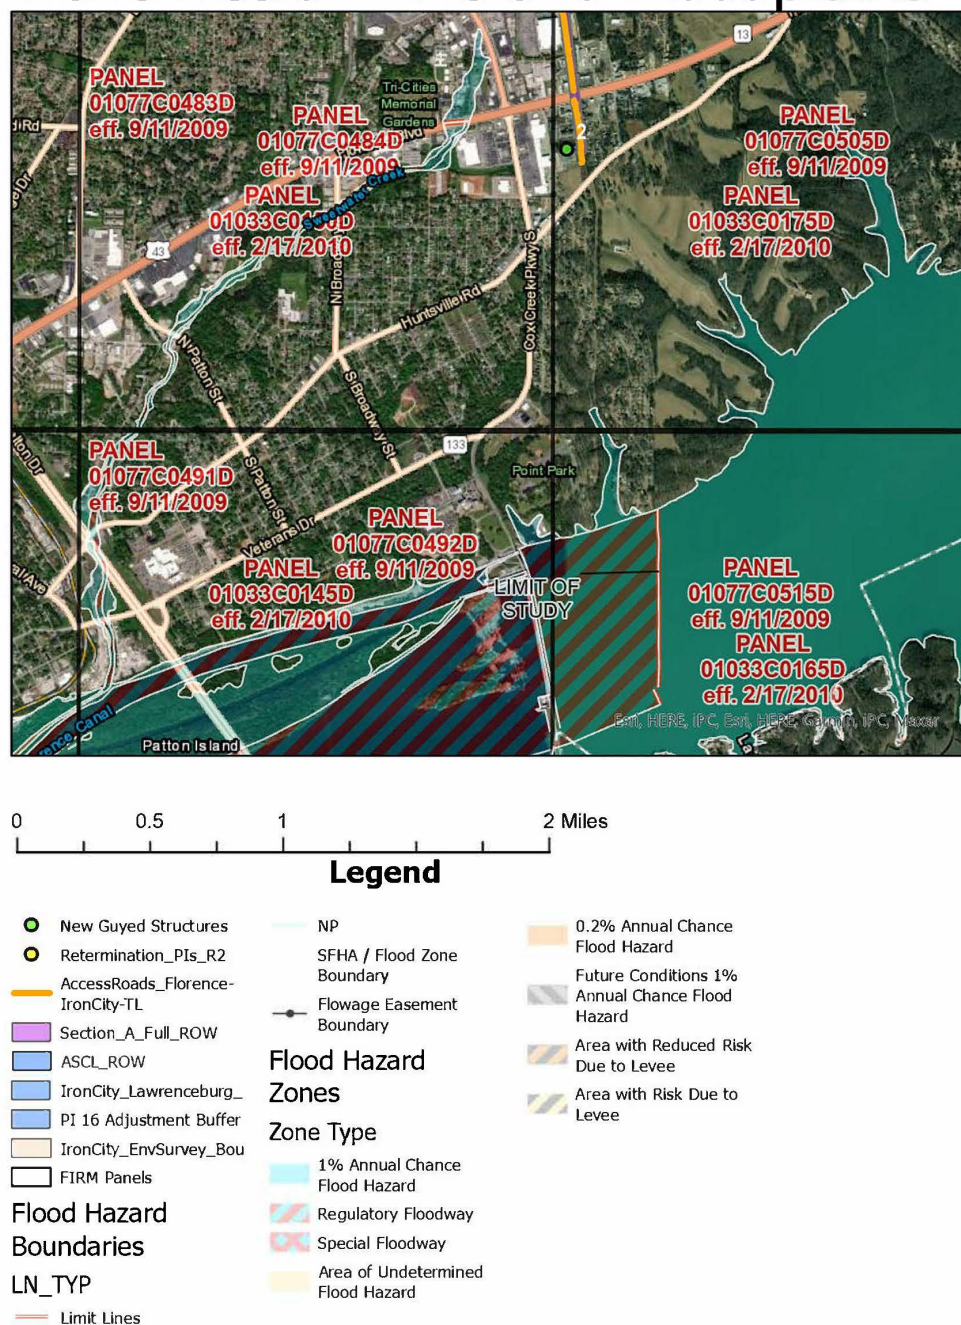 13
PANEL
01077C0483D
eff. 9/11/2009
Tri-Cities
Memorial
Gardens
PANEL
01077C0484D
eff. 9/11/2009
PANEL
01077C0505D
eff. 9/11/2009
2
Sweetwater Creek
PANEL
eff. 2/17/2010
PANEL
01033C0175D
eff. 2/17/2010
43
N Broad
Huntsville Rd
Cox Creek Pkwy S
N Patton St
S Broadway St
133
PANEL
01077C0491D
eff. 9/11/2009
S Patton St
Point Park
Veterans Dr
PANEL
01077C0492D
eff. 9/11/2009
PANEL
01033C0145D
eff. 2/17/2010
LIMIT OF
STUDY
PANEL
01077C0515D
eff. 9/11/2009
PANEL
01033C0165D
eff. 2/17/2010
Esri, HERE, iPC, Esri, HERE, Garmin, iPC, Maxar
rence Canal
Patton Island
La
0 0.5 1 2 Miles
Legend
New Guyed Structures
Retermination_PIs_R2
AccessRoads_Florence-
IronCity-TL
Section_A_Full_ROW
ASCL_ROW
IronCity_Lawrenceburg_
PI 16 Adjustment Buffer
IronCity_EnvSurvey_Bou
FIRM Panels
Flood Hazard
Boundaries
LN_TYP
Limit Lines
NP
SFHA / Flood Zone
Boundary
Flowage Easement
Boundary
Flood Hazard
Zones
Zone Type
1% Annual Chance
Flood Hazard
Regulatory Floodway
Special Floodway
Area of Undetermined
Flood Hazard
0.2% Annual Chance
Flood Hazard
Future Conditions 1%
Annual Chance Flood
Hazard
Area with Reduced Risk
Due to Levee
Area with Risk Due to
Levee